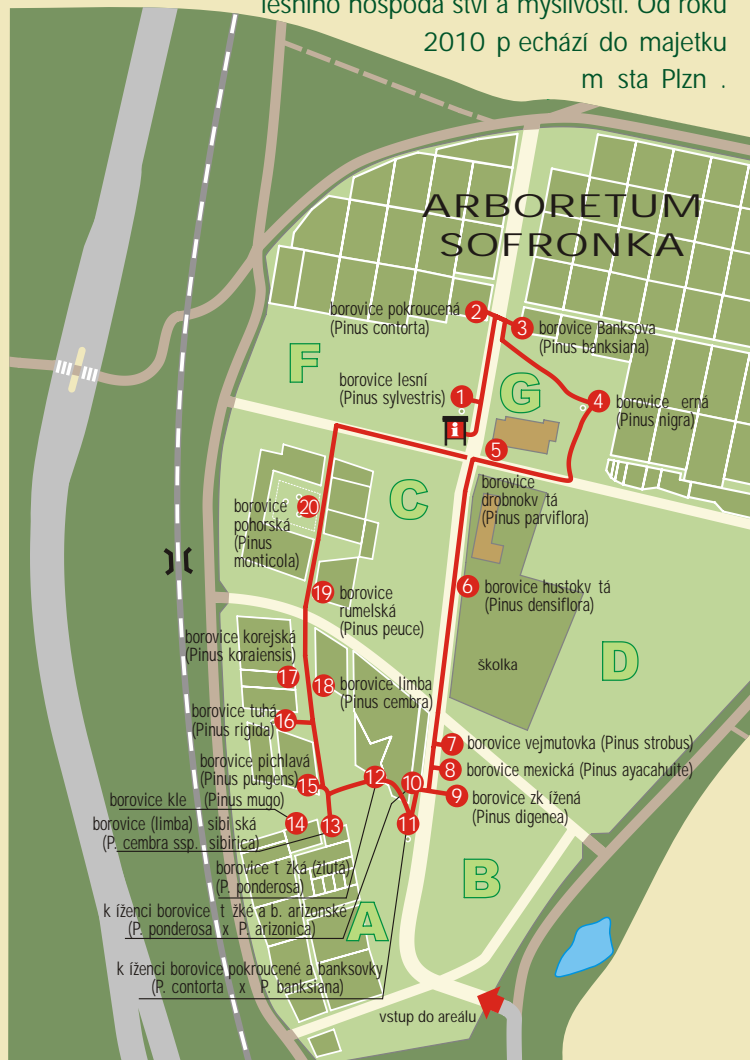 lesního hospoda ství a myslivosti. Od roku
2010 p echází do majetku
m sta Plzn .
ARBORETUM
SOFRONKA
borovice pokroucená
(Pinus contorta)
2
3
borovice Banksova
(Pinus banksiana)
F
borovice lesní
(Pinus sylvestris)
1
G
4
borovice erná
(Pinus nigra)
i
5
borovice
drobnokv tá
(Pinus parviflora)
C
20
borovice
pohorská
(Pinus
monticola)
6
borovice hustokv tá
(Pinus densiflora)
19
borovice
rumelská
(Pinus peuce)
borovice korejská
(Pinus koraiensis)
17
školka
D
18
borovice limba
(Pinus cembra)
borovice tuhá
(Pinus rigida)
16
7
borovice vejmutovka (Pinus strobus)
8
borovice mexická (Pinus ayacahuite)
borovice pichlavá
(Pinus pungens)
15
12
10
9
borovice zk ížená
(Pinus digenea)
borovice kle (Pinus mugo)
14
13
11
borovice (limba) sibi ská
(P. cembra ssp. sibirica)
borovice t žká (žlutá)
(P. ponderosa)
B
k íženci borovice t žké a b. arizonské
(P. ponderosa x P. arizonica)
A
k íženci borovice pokroucené a banksovky
(P. contorta x P. banksiana)
vstup do areálu